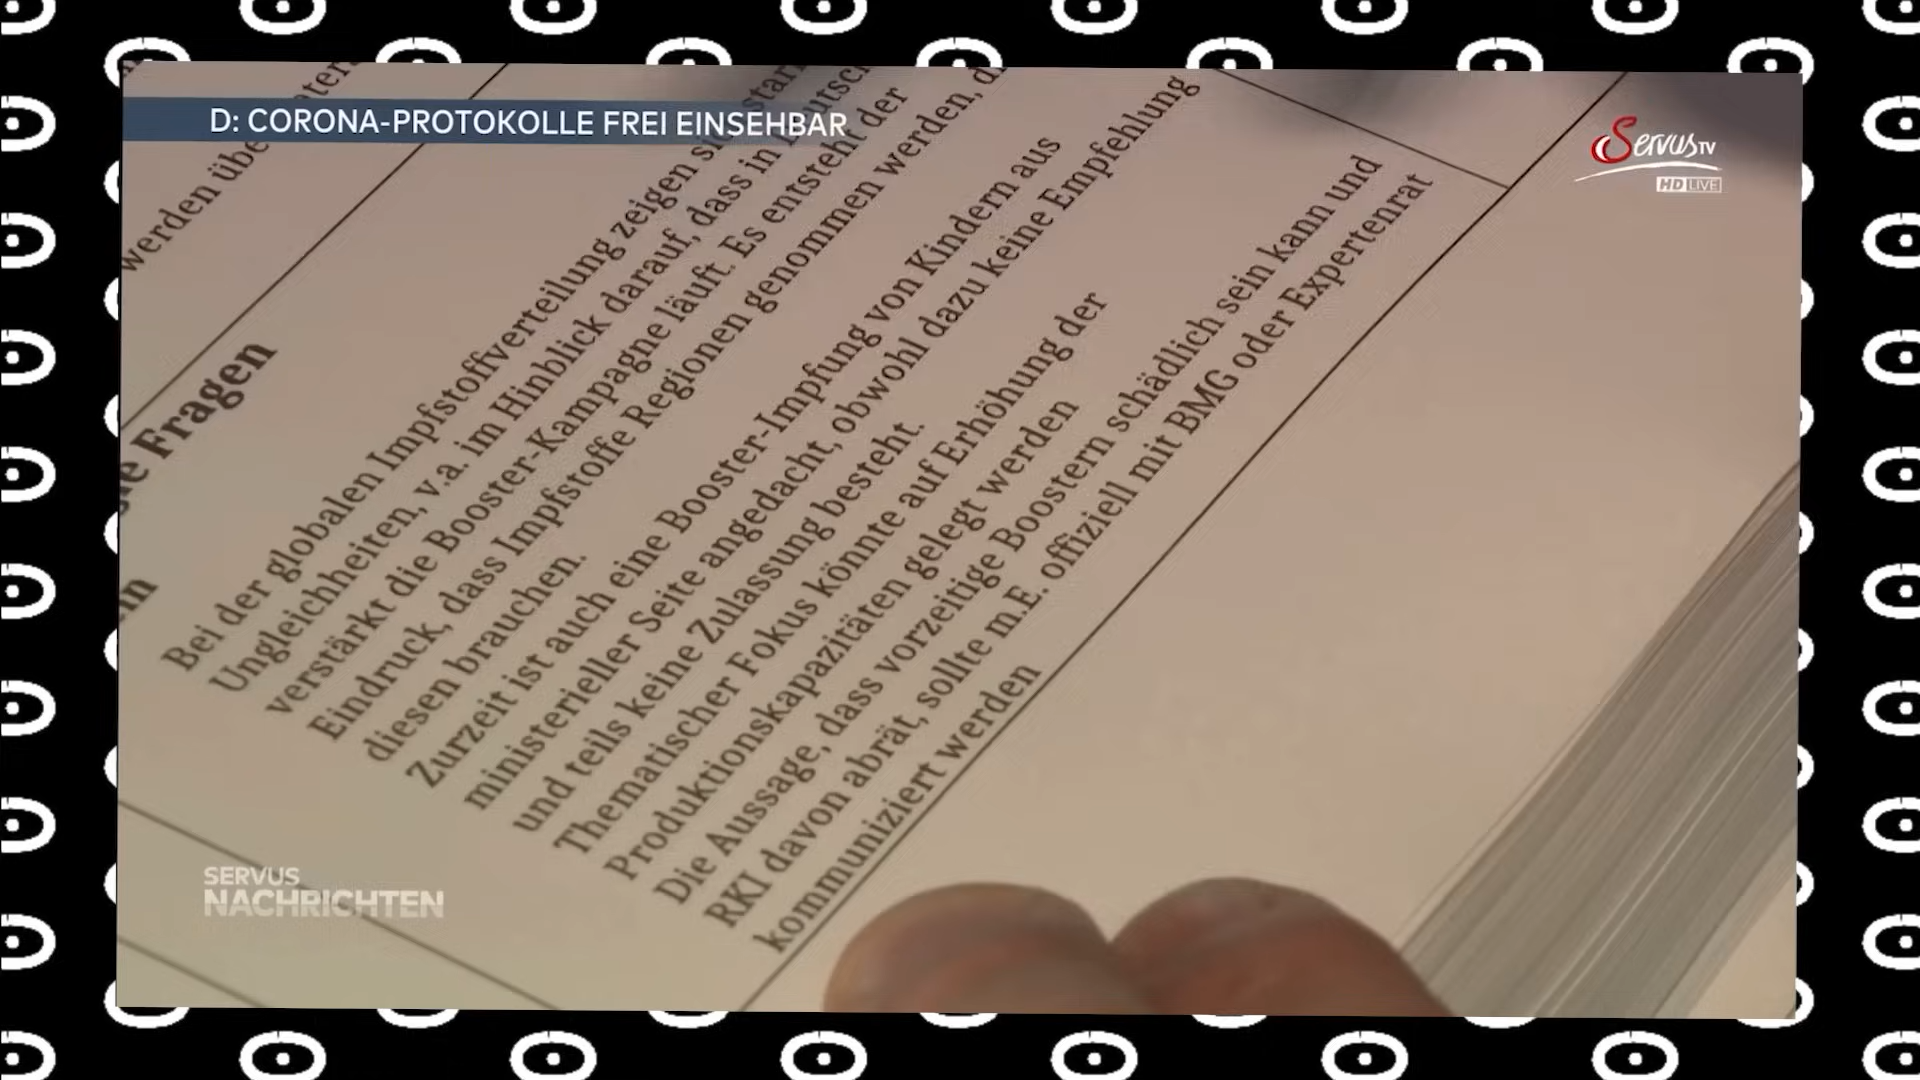 D: CORONA-PROTOKOLLE FREI EINSEHBAR
Servus TV
HD LIVE
werden übe
Fragen
Bei der globalen Impfstoffverteilung zeigen
Ungleichheiten, v.a. im Hinblick darauf, dass in
verstärkt die Booster-Kampagne läuft. Es entsteht der
Eindruck, dass Impfstoffe Regionen genommen werden, d
diesen brauchen.
Zurzeit ist auch eine Booster-Impfung von Kindern aus
ministerieller Seite angedacht, obwohl dazu keine Empfehlung
und teils keine Zulassung besteht.
Thematischer Fokus könnte auf Erhöhung der
Produktionskapazitäten gelegt werden
Die Aussage, dass vorzeitige Boostern schädlich sein kann und
RKI davon abrät, sollte m.E. offiziell mit BMG oder Expertenrat
kommuniziert werden
SERVUS
NACHRICHTEN